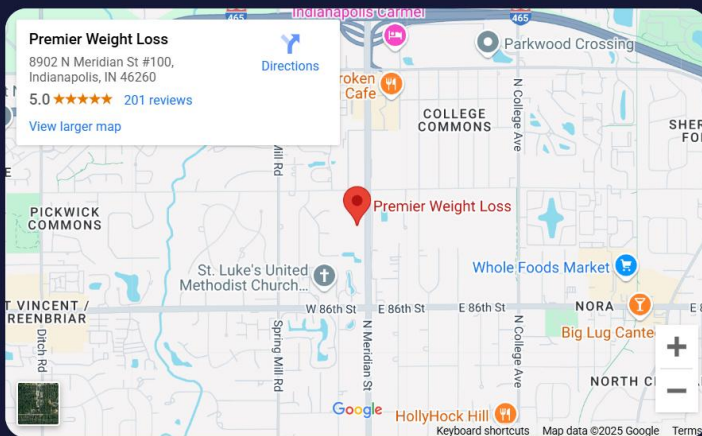 465
Indianapolis Carmel
465
Premier Weight Loss
8902 N Meridian St #100,
Indianapolis, IN 46260
5.0
201 reviews
View larger map
Directions
Parkwood Crossing
roken
Cafe
COLLEGE
COMMONS
N College Ave
SHER
FO
Mill Rd
E
PICKWICK
COMMONS
Premier Weight Loss
St. Luke's United
Methodist Church...
Whole Foods Market
T VINCENT /
REENBRIAR
W 86th St
E 86th St
E 86th St
NORA
E 8
Big Lug Cante
Ditch Rd
Spring Mill Rd
N Meridian St
N College Ave
NORTH C
Google
HollyHock Hill
+
−
Keyboard shortcuts
Map data ©2025 Google
Terms